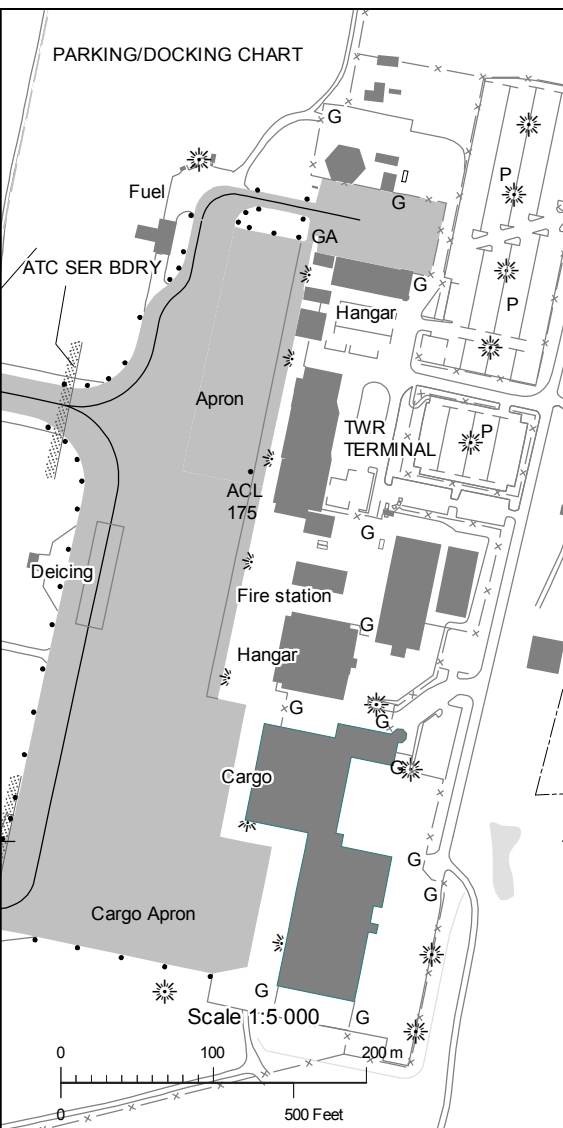 PARKING/DOCKING CHART
G
P
Fuel
G
GA
ATC SER BDRY
G
Hangar
P
Apron
TWR
TERMINAL
P
ACL
175
G
Deicing
Fire station
G
Hangar
G
G
Cargo
G
G
G
Cargo Apron
G
Scale 1:5 000
G
0
100
200 m
0
500 Feet